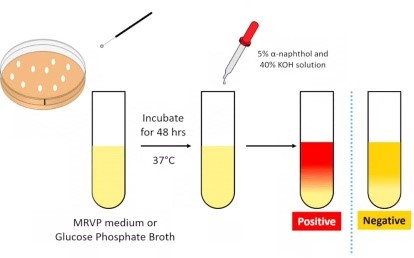 5% α-naphthol and
40% KOH solution
Incubate
for 48 hrs
37°C
MRVP medium or
Glucose Phosphate Broth
Positive
Negative